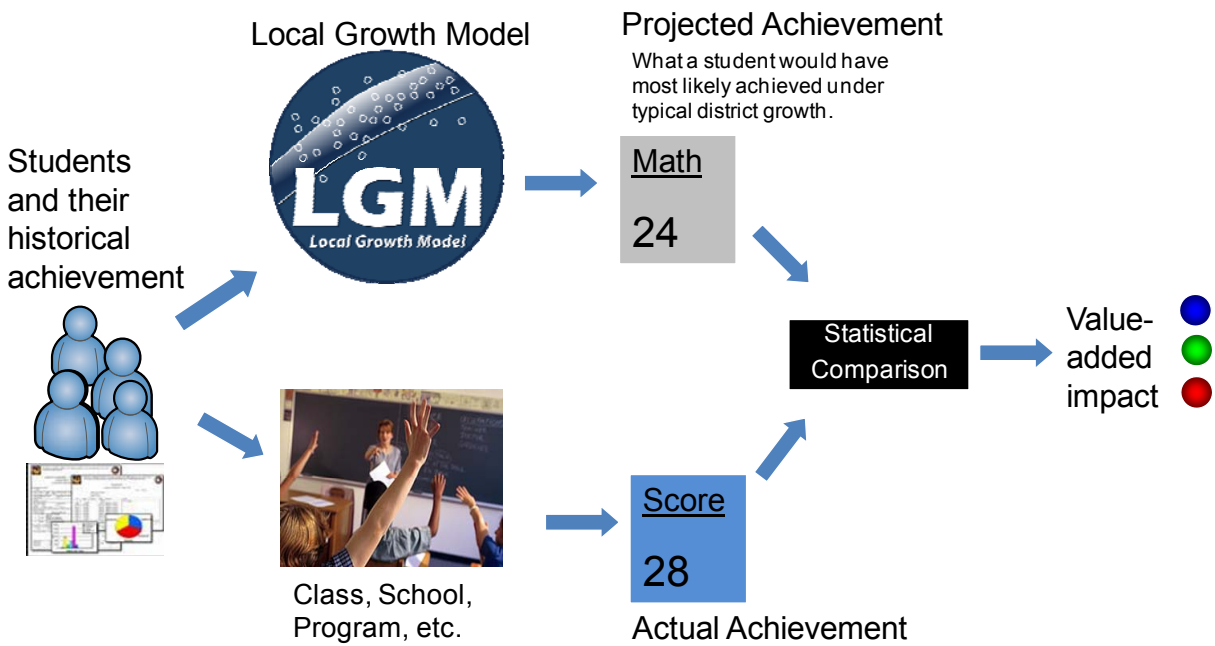 Local Growth Model
Projected Achievement
What a student would have
most likely achieved under
typical district growth.
Students
and their
historical
achievement
LGM
Local Growth Model
Math
24
Statistical
Comparison
Value-
added
impact
Score
28
Class, School,
Program, etc.
Actual Achievement